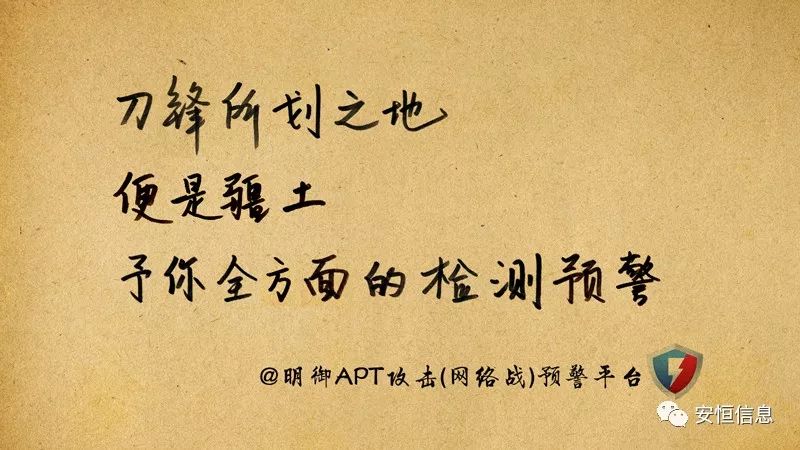 刀锋所划之地
便是疆土
予你全方面的检测预警
@明御APT攻击(网络战)预警平台
安恒信息